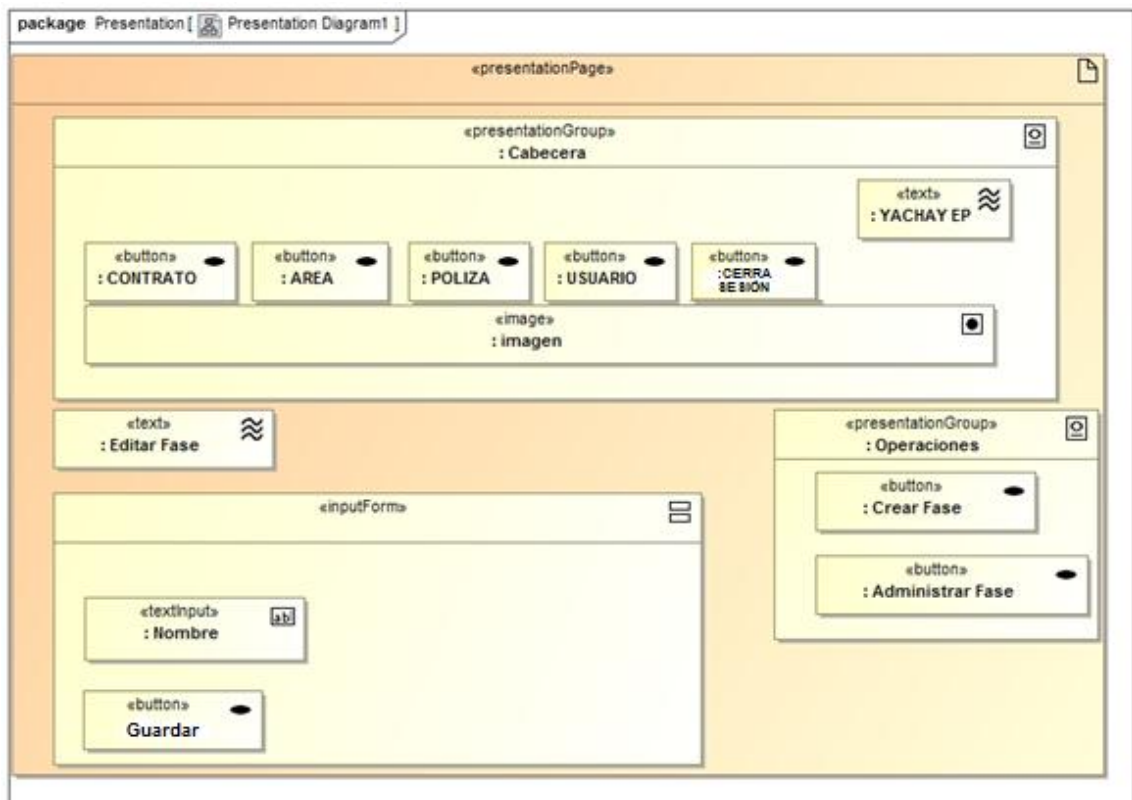 package Presentation [ Presentation Diagram1 ]
«presentationPage»
«presentationGroup»
: Cabecera
«text»
: YACHAY EP
«button»
: CONTRATO
«button»
: AREA
«button»
: POLIZA
«button»
: USUARIO
«button»
:CERRA
SESIÓN
«image»
: imagen
«text»
: Editar Fase
«presentationGroup»
: Operaciones
«button»
: Crear Fase
«button»
: Administrar Fase
«inputForm»
«textInput»
: Nombre
ab
«button»
Guardar